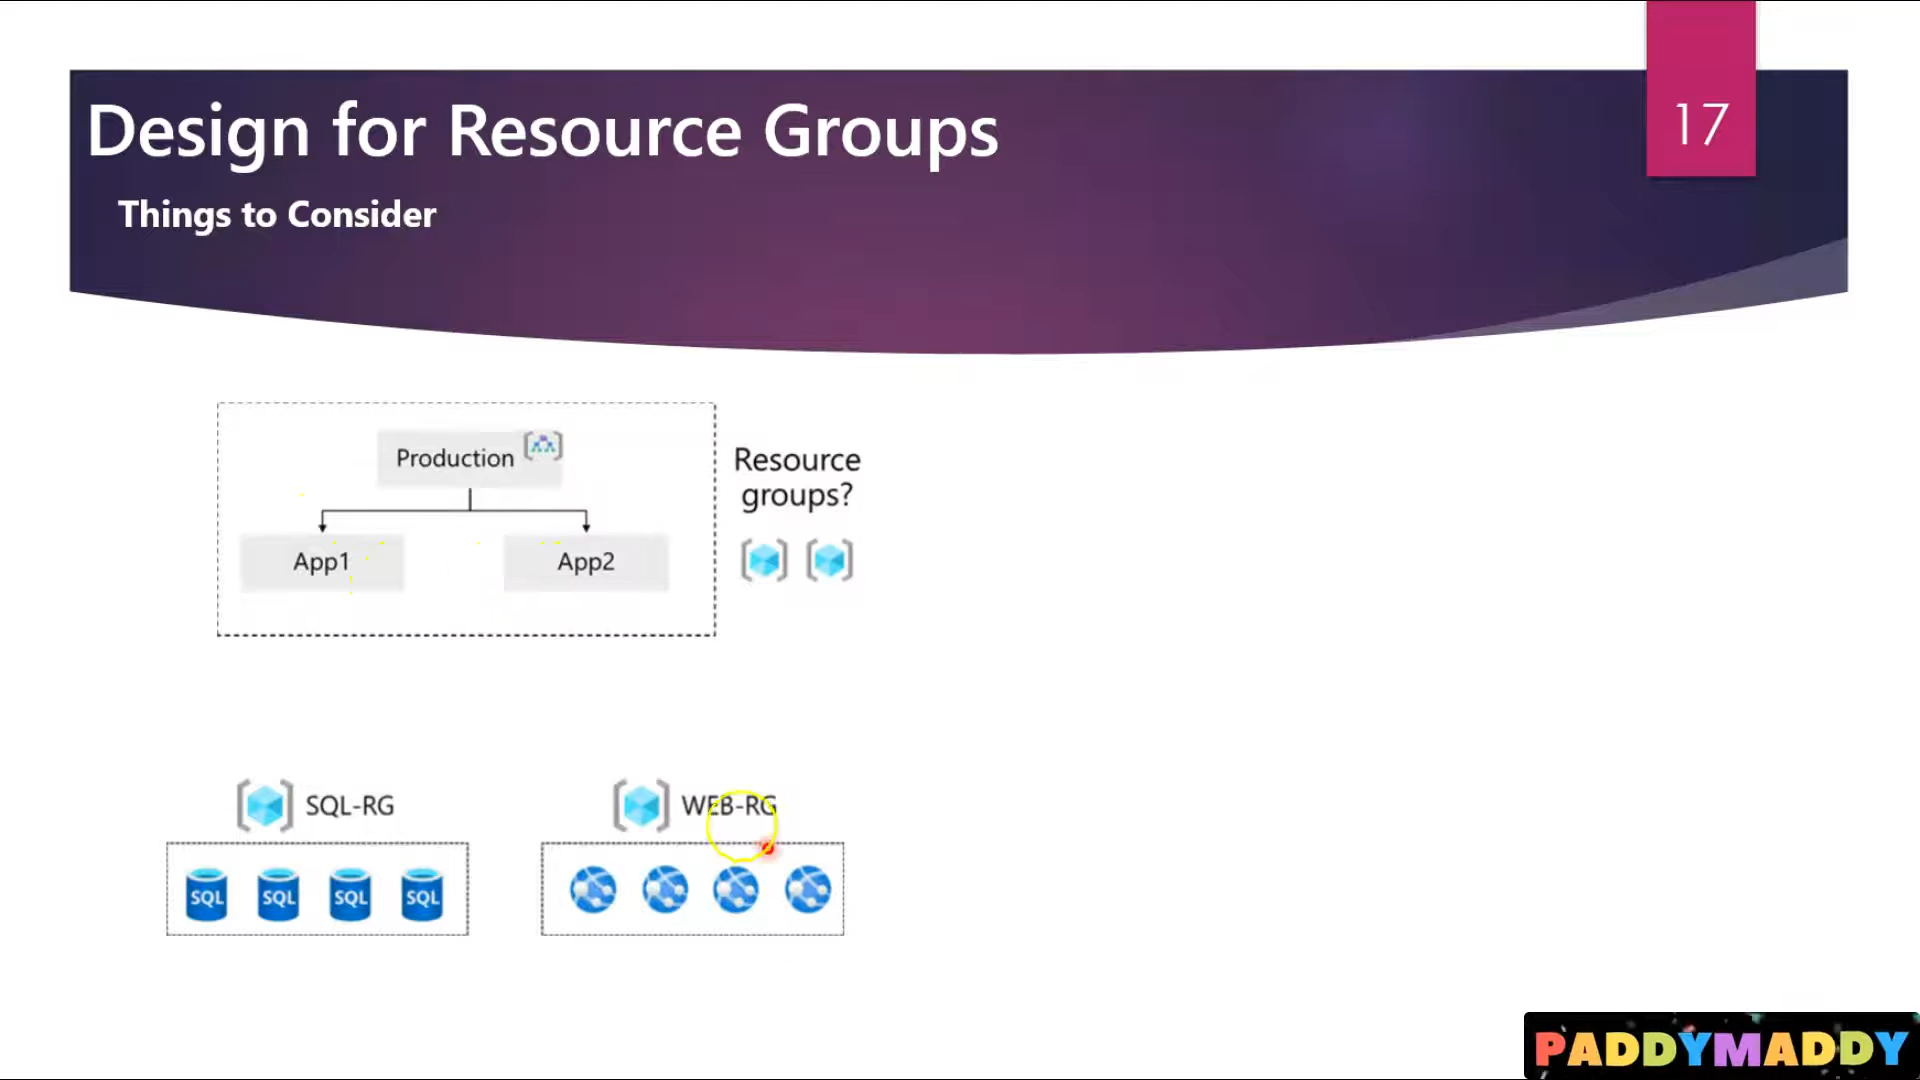 17
Design for Resource Groups
Things to Consider
Production
App1
App2
Resource
groups?
SQL-RG
WEB-RG
SQL
SQL
SQL
SQL
PADDYMADDY